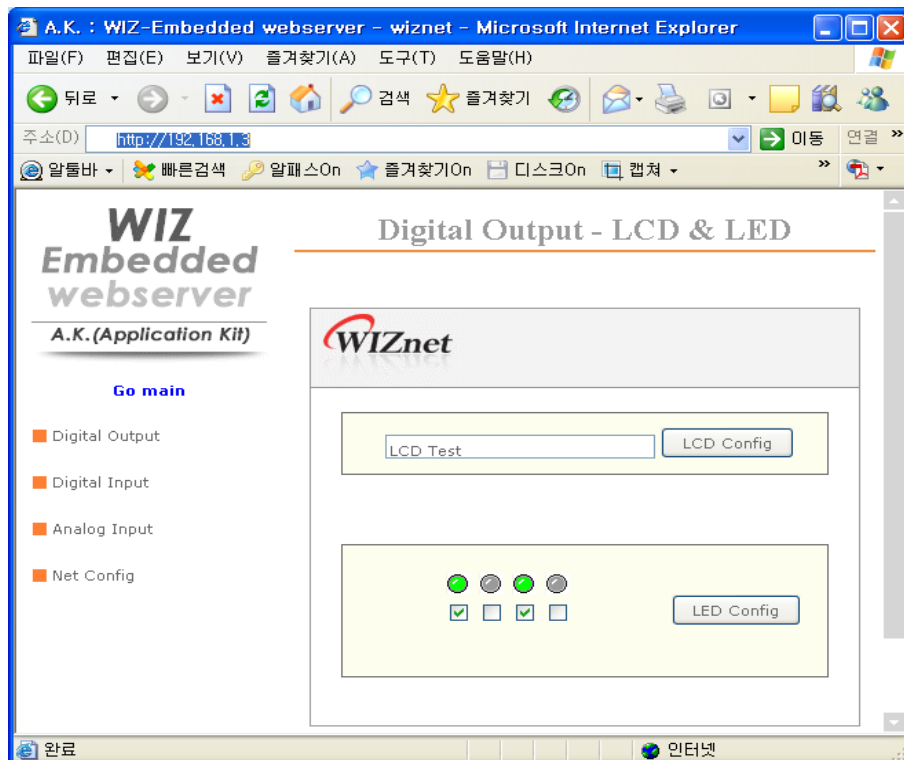 A.K. : WIZ-Embedded webserver - wiznet - Microsoft Internet Explorer
파일(F) 편집(E) 보기(V) 즐겨찾기(A) 도구(T) 도움말(H)
뒤로 검색 즐겨찾기
주소(D) http://192.168.1.3 이동 연결 »
알툴바 빠른검색 알패스On 즐겨찾기On 디스크On 캡쳐 »
WIZ
Embedded
webserver
A.K.(Application Kit)
Go main
Digital Output
Digital Input
Analog Input
Net Config
Digital Output - LCD & LED
WIZnet
LCD Test LCD Config
LED Config
완료 인터넷